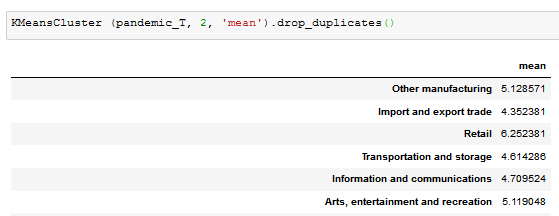 KMeansCluster (pandemic_T, 2, 'mean').drop_duplicates()
mean
Other manufacturing 5.128571
Import and export trade 4.352381
Retail 6.252381
Transportation and storage 4.614286
Information and communications 4.709524
Arts, entertainment and recreation 5.119048